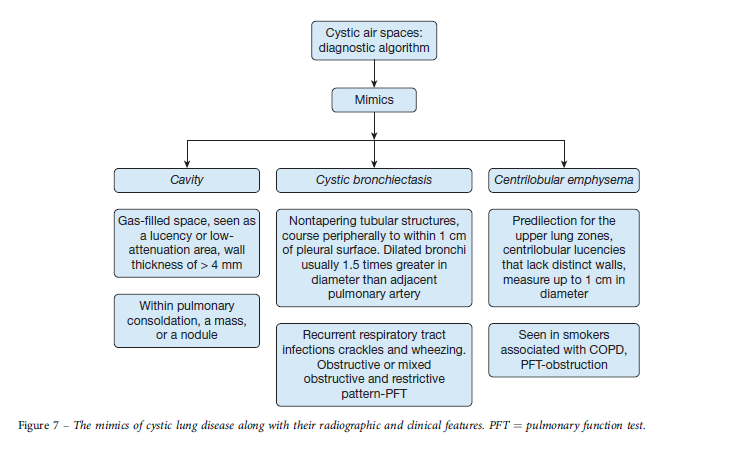 Cystic air spaces:
diagnostic algorithm
Mimics
Cavity
Gas-filled space, seen as
a lucency or low-
attenuation area, wall
thickness of > 4 mm
Within pulmonary
consoldation, a mass,
or a nodule
Cystic bronchiectasis
Nontapering tubular structures,
course peripherally to within 1 cm
of pleural surface. Dilated bronchi
usually 1.5 times greater in
diameter than adjacent
pulmonary artery
Recurrent respiratory tract
infections crackles and wheezing.
Obstructive or mixed
obstructive and restrictive
pattern-PFT
Centrilobular emphysema
Predilection for the
upper lung zones,
centrilobular lucencies
that lack distinct walls,
measure up to 1 cm in
diameter
Seen in smokers
associated with COPD,
PFT-obstruction
Figure 7 – The mimics of cystic lung disease along with their radiographic and clinical features. PFT = pulmonary function test.